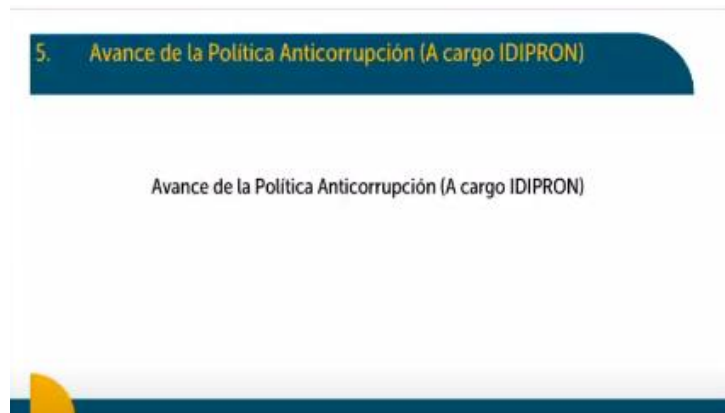 5. Avance de la Política Anticorrupción (A cargo IDIPRON)
Avance de la Política Anticorrupción (A cargo IDIPRON)